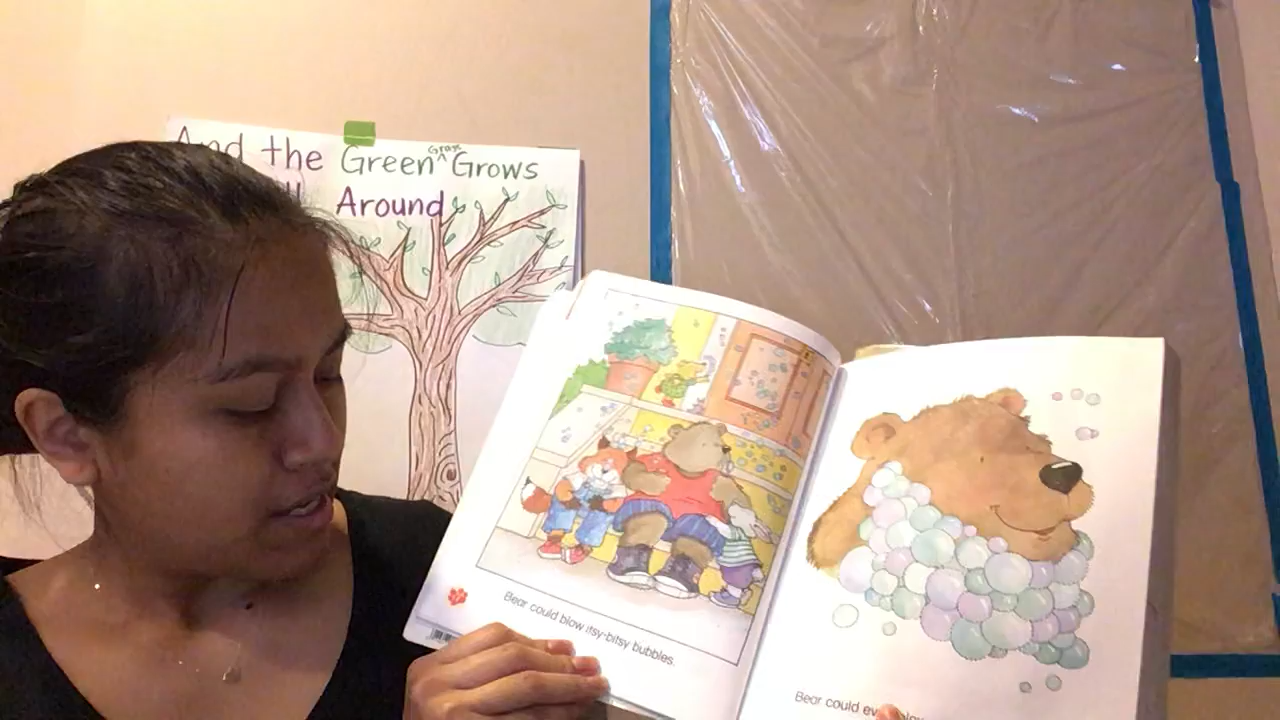 And the Green Grass Grows
Around
Bear could blow itsy-bitsy bubbles.
Bear could